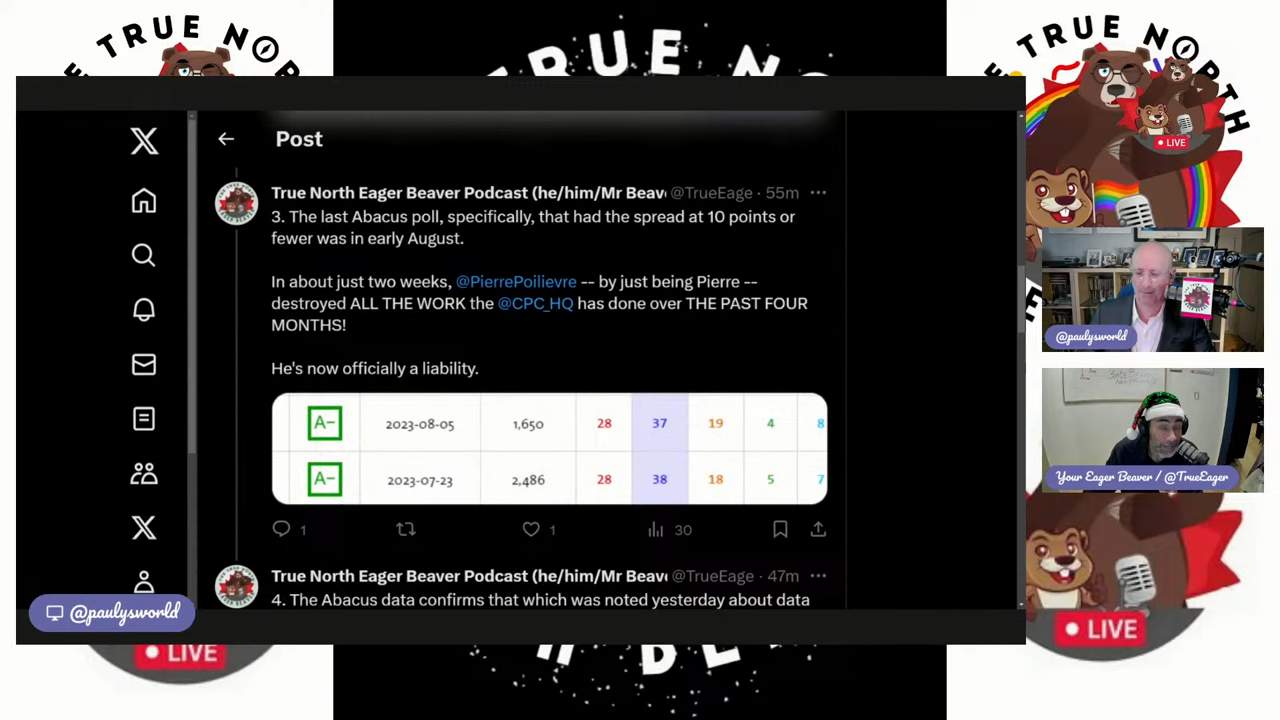 TRUE NO
TRUE NO
E TRUE NORTH
LIVE
Post
True North Eager Beaver Podcast (he/him/Mr Beav @TrueEage · 55m
3. The last Abacus poll, specifically, that had the spread at 10 points or
fewer was in early August.
In about just two weeks, @PierrePoilievre -- by just being Pierre --
destroyed ALL THE WORK the @CPC_HQ has done over THE PAST FOUR
MONTHS!
He's now officially a liability.
A- 2023-08-05 1,650 28 37 19 4 8
A- 2023-07-23 2,486 28 38 18 5 7
1 1 30
True North Eager Beaver Podcast (he/him/Mr Beav @TrueEage · 47m
4. The Abacus data confirms that which was noted yesterday about data
@paulysworld
@paulysworld
Your Eager Beaver / @TrueEager
LIVE
LIVE